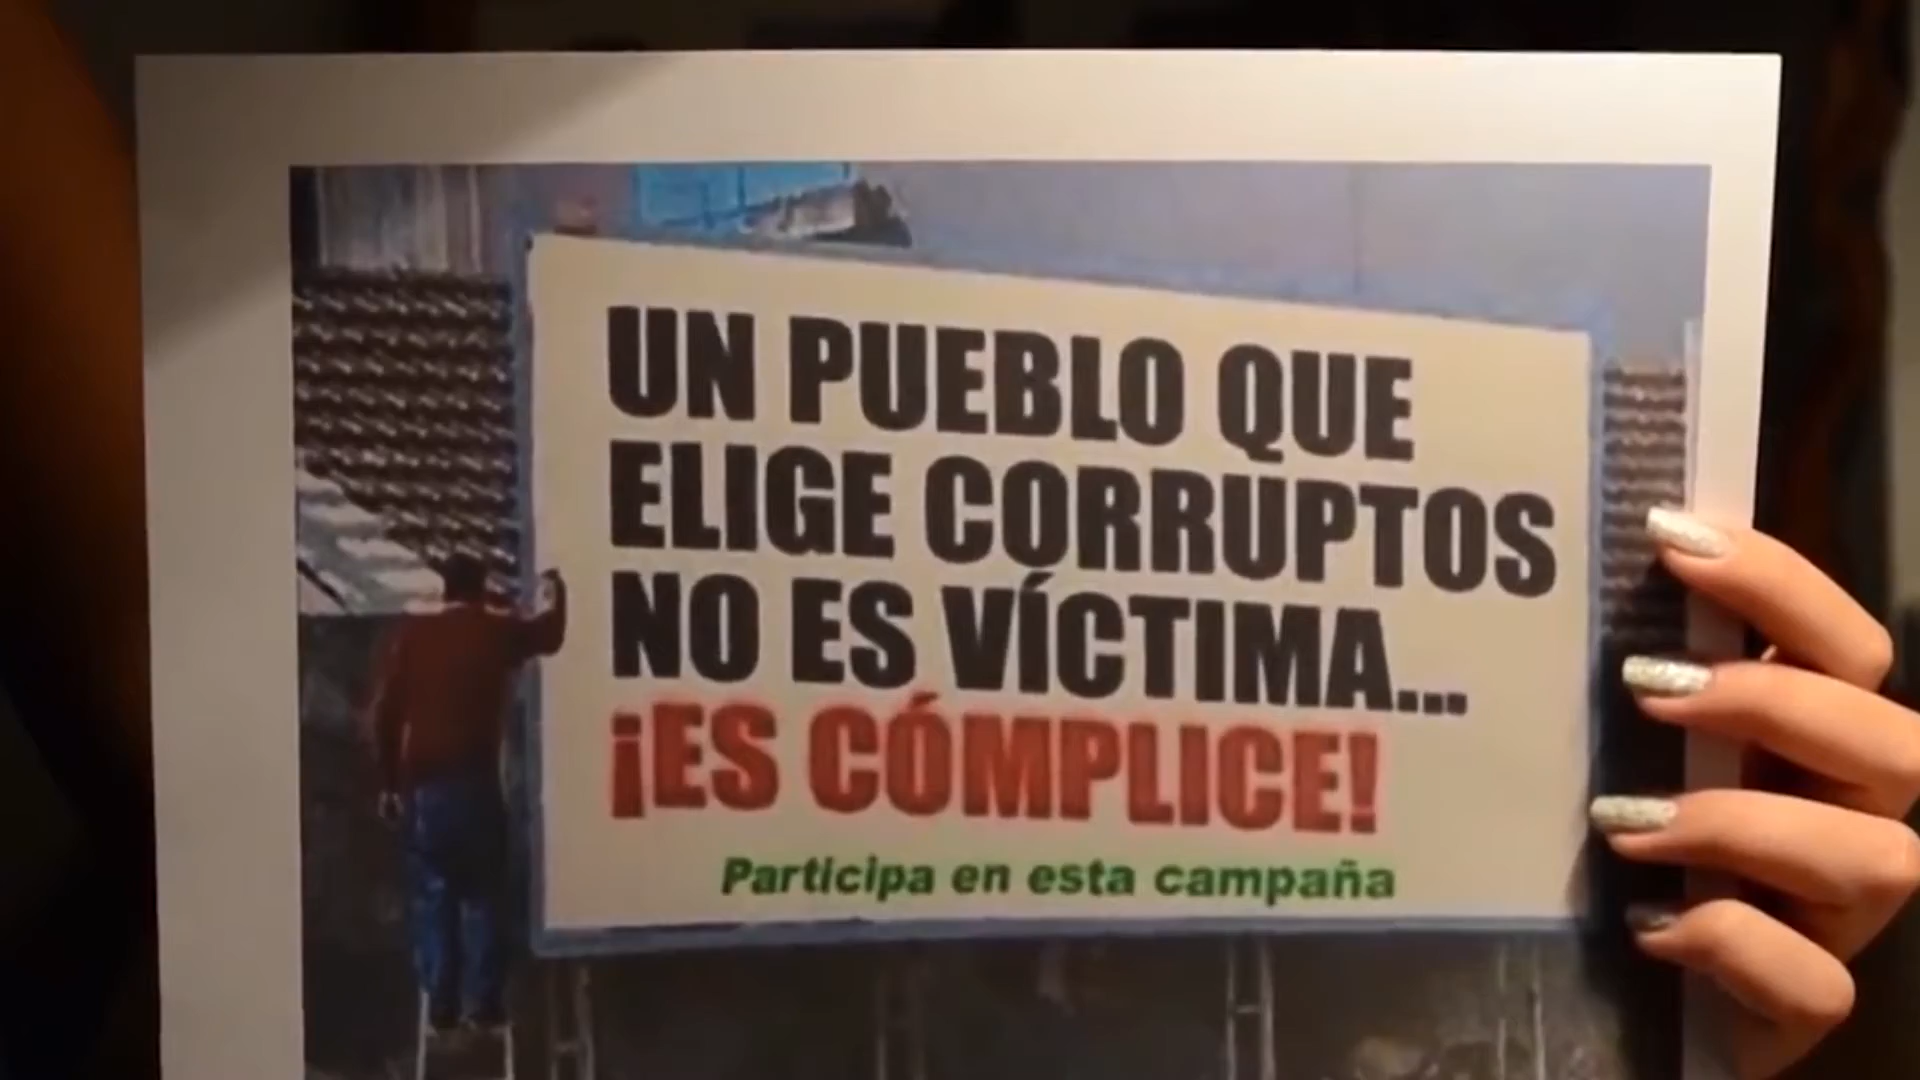 UN PUEBLO QUE
ELIGE CORRUPTOS
NO ES VÍCTIMA...
¡ES CÓMPLICE!
Participa en esta campaña